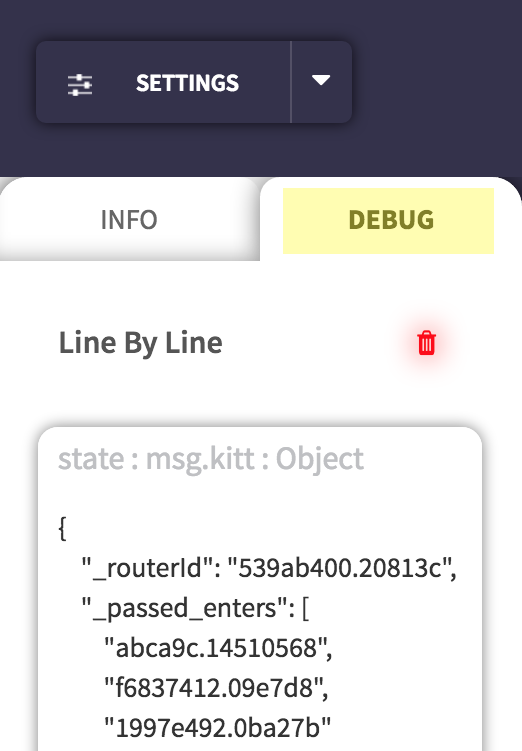 SETTINGS
INFO
DEBUG
Line By Line
state : msg.kitt : Object
{
"_routerId": "539ab400.20813c",
"_passed_enters": [
"abca9c.14510568",
"f6837412.09e7d8",
"1997e492.0ba27b"